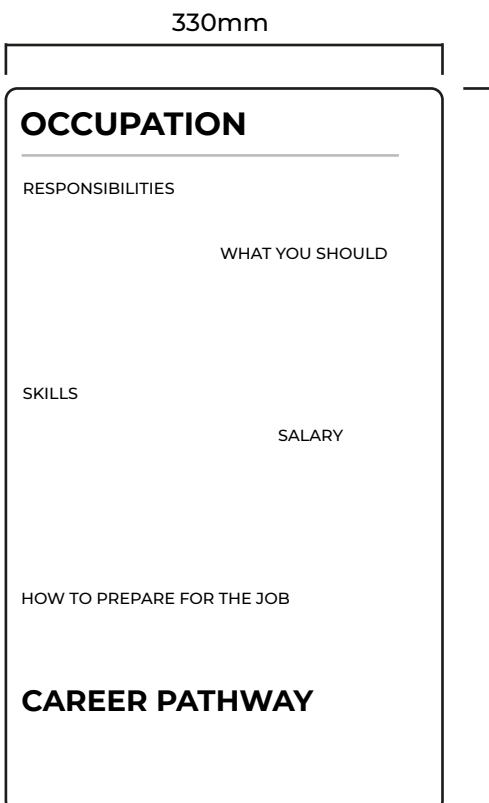 330mm
OCCUPATION
RESPONSIBILITIES
WHAT YOU SHOULD
SKILLS
SALARY
HOW TO PREPARE FOR THE JOB
CAREER PATHWAY